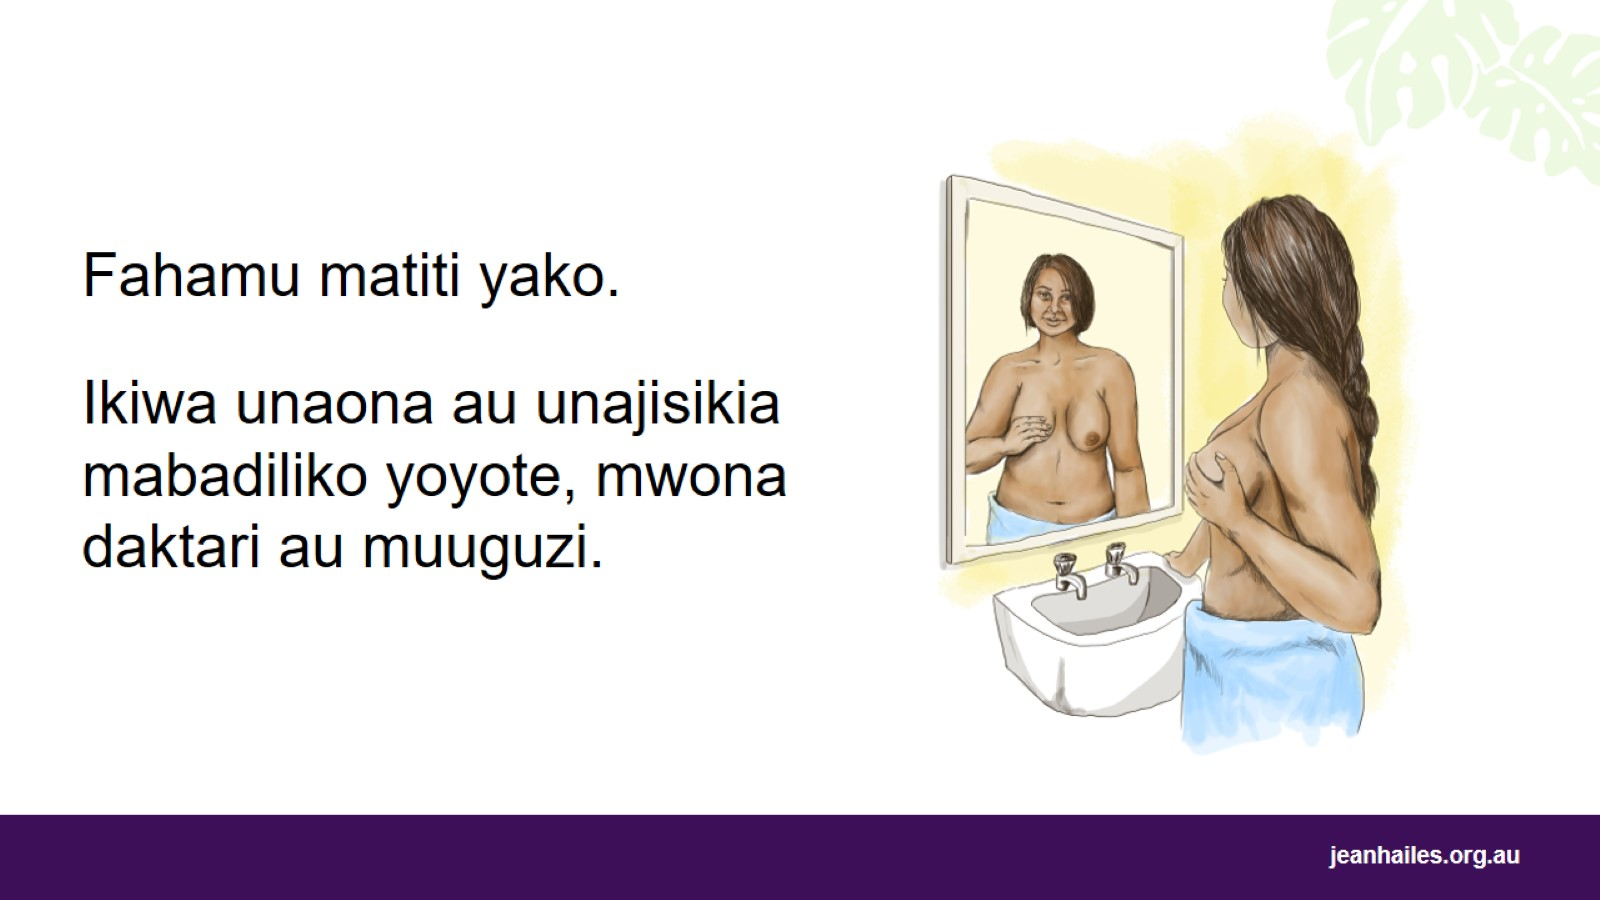 Fahamu matiti yako.
Ikiwa unaona au unajisikia
mabadiliko yoyote, mwona
daktari au muuguzi.
jeanhailes.org.au